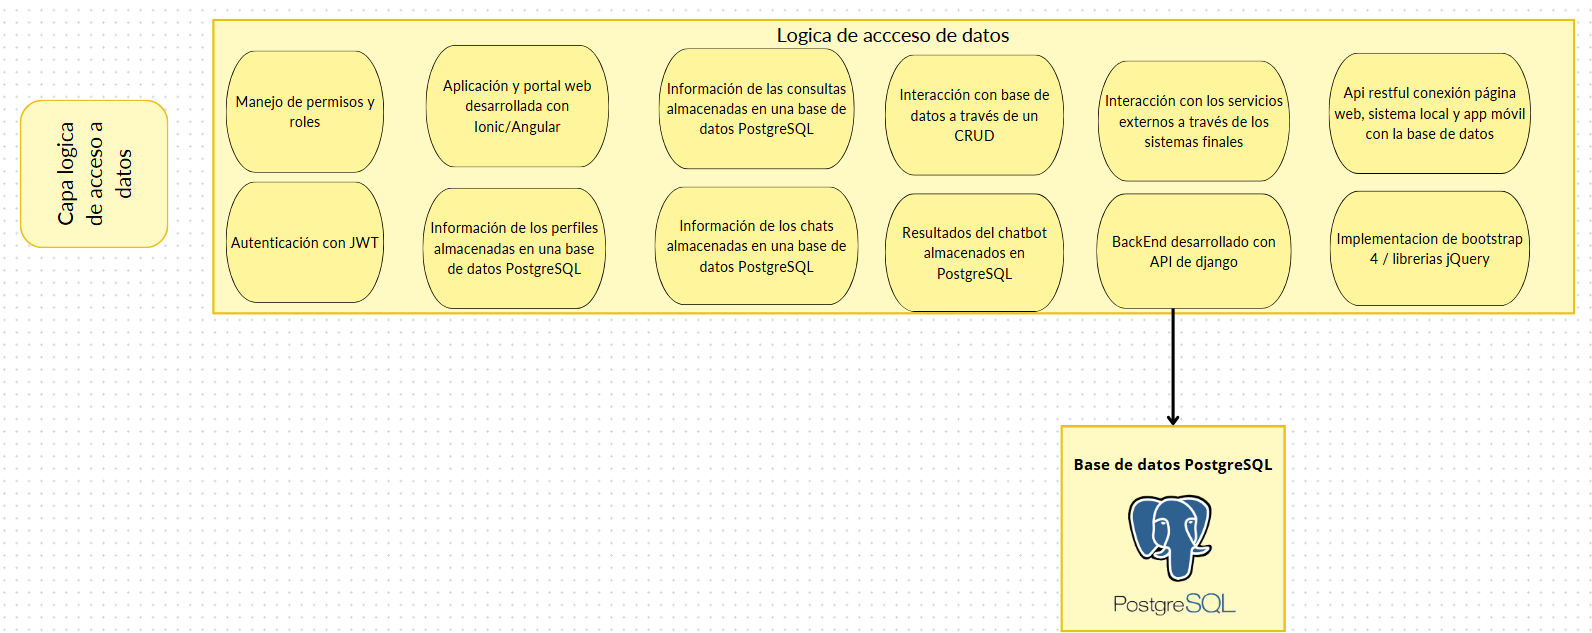 Logica de accceso de datos
Capa logica
de acceso a
datos
Manejo de permisos y
roles
Aplicación y portal web
desarrollada con
Ionic/Angular
Información de las consultas
almacenadas en una base de
datos PostgreSQL
Interacción con base de
datos a través de un
CRUD
Interacción con los servicios
externos a través de los
sistemas finales
Api restful conexión página
web, sistema local y app móvil
con la base de datos
Autenticación con JWT
Información de los perfiles
almacenadas en una base
de datos PostgreSQL
Información de los chats
almacenadas en una base de
datos PostgreSQL
Resultados del chatbot
almacenados en
PostgreSQL
BackEnd desarrollado con
API de django
Implementacion de bootstrap
4 / librerias jQuery
Base de datos PostgreSQL
PostgreSQL